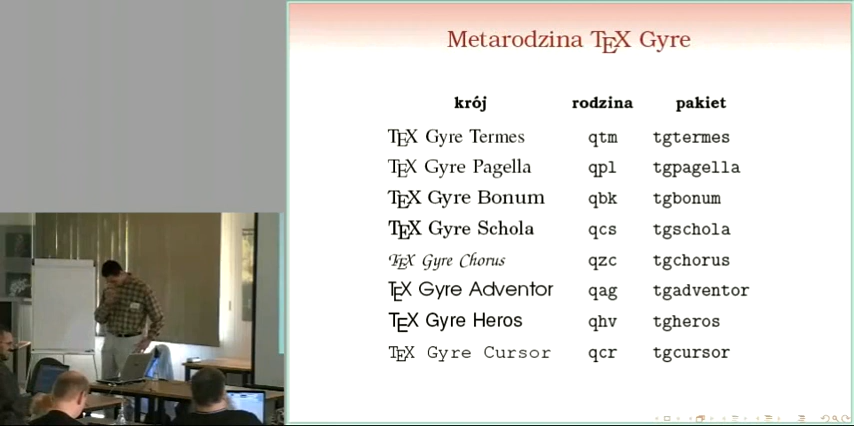 Metarodzina TEX Gyre
krój rodzina pakiet
TEX Gyre Termes qtm tgtermes
TEX Gyre Pagella qpl tgpagella
TEX Gyre Bonum qbk tgbonum
TEX Gyre Schola qcs tgschola
TEX Gyre Chorus qzc tgchorus
TEX Gyre Adventor qag tgadventor
TEX Gyre Heros qhv tgheros
TEX Gyre Cursor qcr tgcursor